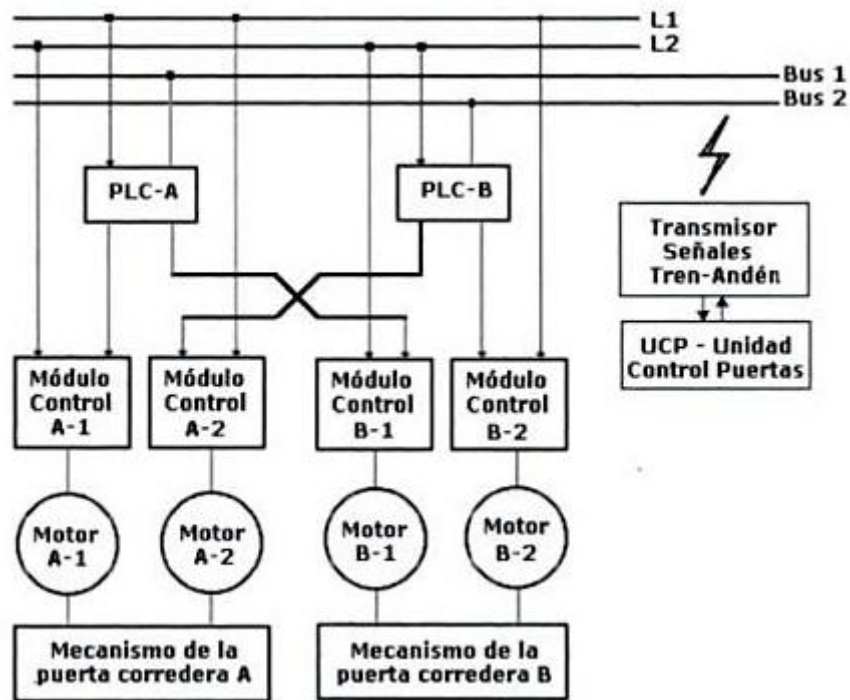 L1
L2
Bus 1
Bus 2
PLC-A
PLC-B
Transmisor
Señales
Tren-Andén
UCP - Unidad
Control Puertas
Módulo
Control
A-1
Módulo
Control
A-2
Módulo
Control
B-1
Módulo
Control
B-2
Motor
A-1
Motor
A-2
Motor
B-1
Motor
B-2
Mecanismo de la
puerta corredera A
Mecanismo de la
puerta corredera B